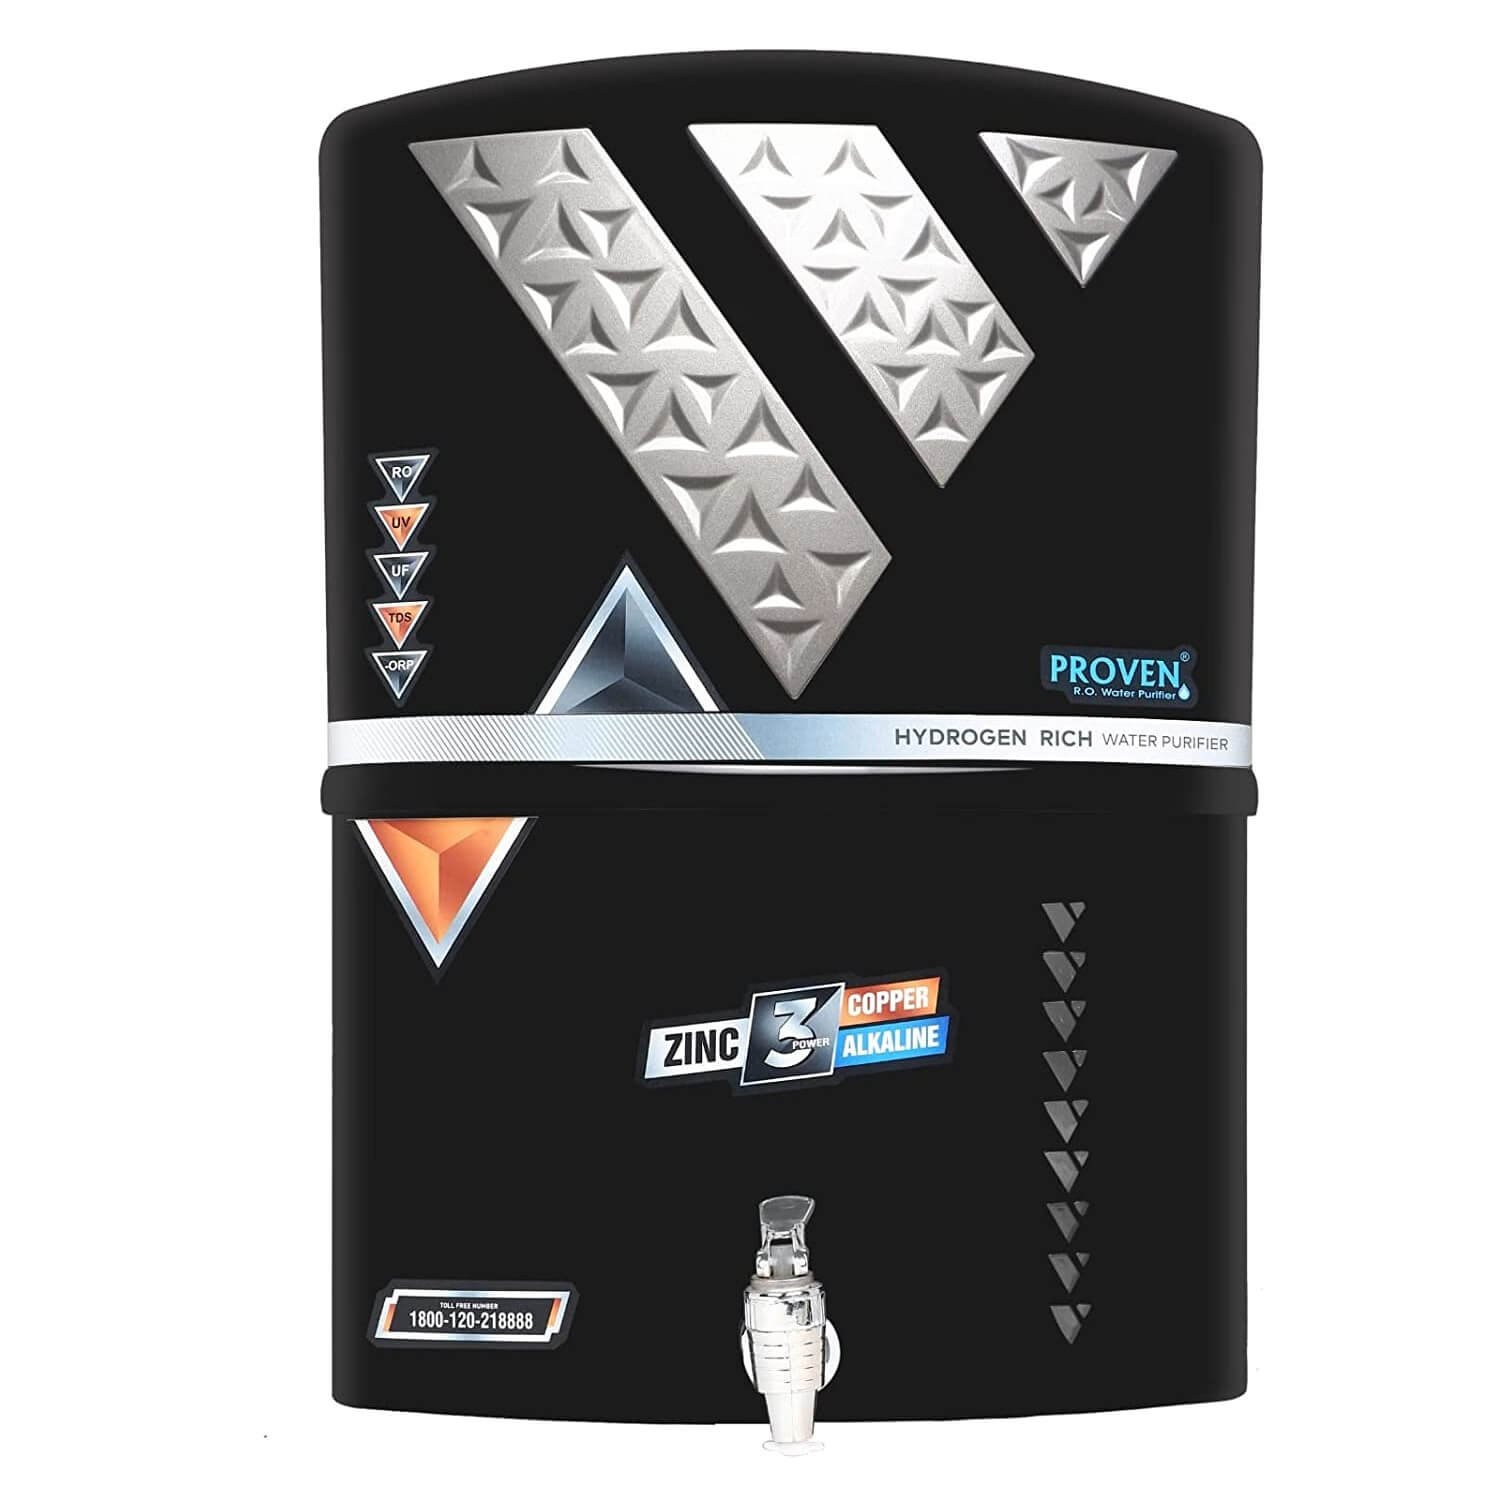 RO
UV
UF
TDS
-ORP
PROVEN®
R.O. Water Purifier
HYDROGEN RICH WATER PURIFIER
ZINC
3
POWER
COPPER
ALKALINE
TOLL FREE NUMBER
1800-120-218888